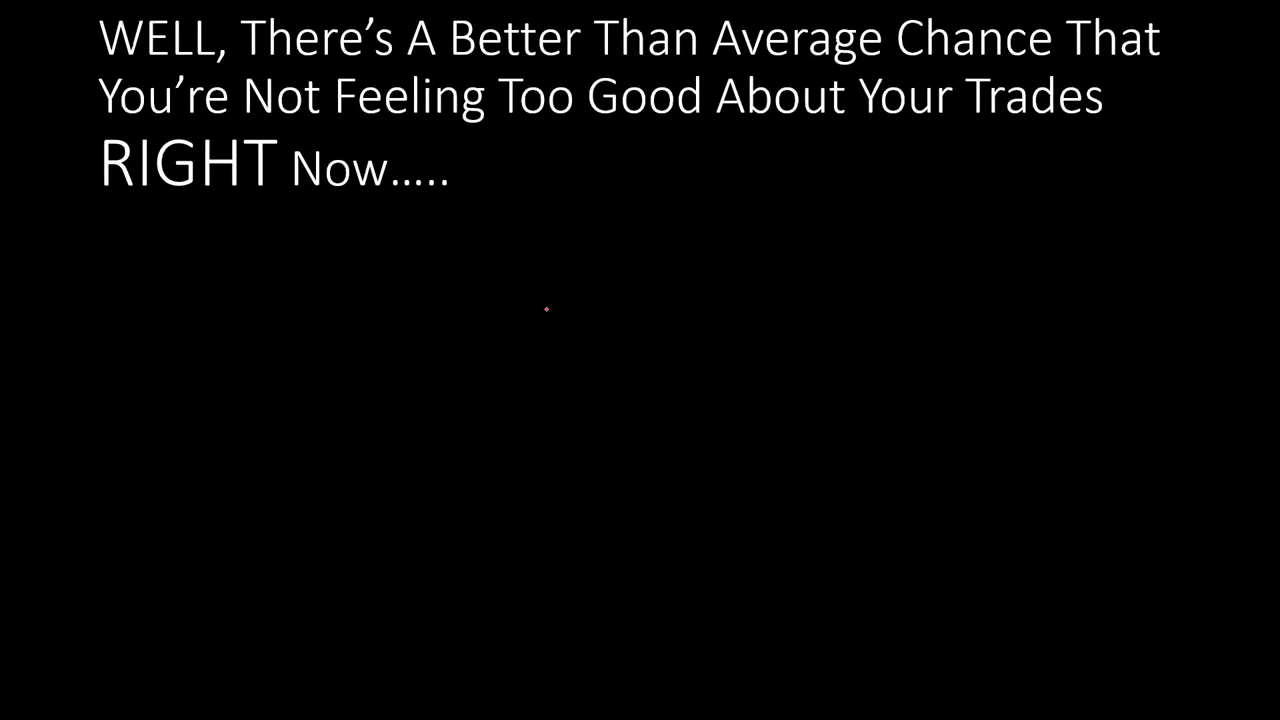 WELL, There’s A Better Than Average Chance That
You’re Not Feeling Too Good About Your Trades
RIGHT Now…..